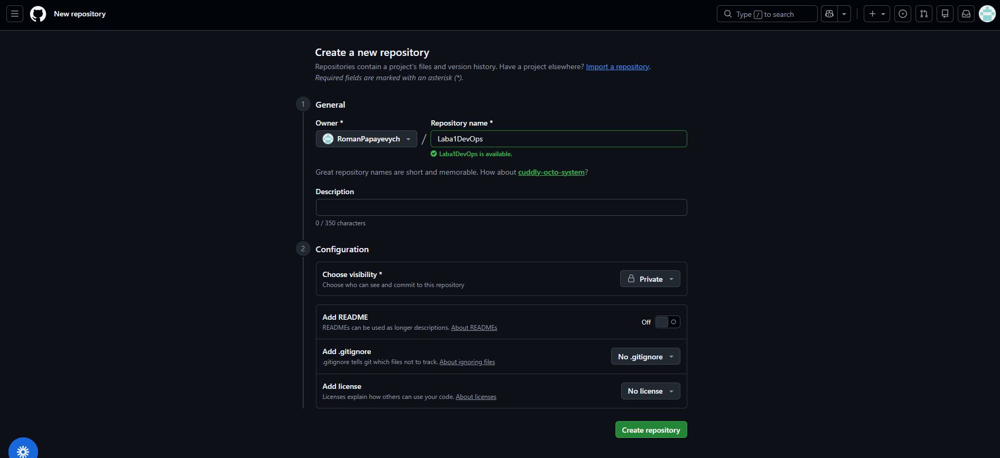 New repository
Type / to search
Create a new repository
Repositories contain a project's files and version history. Have a project elsewhere? Import a repository.
Required fields are marked with an asterisk (*).
1 General
Owner * Repository name *
RomanPapayevych / Laba1DevOps
Laba1DevOps is available.
Great repository names are short and memorable. How about cuddly-octo-system?
Description
0 / 350 characters
2 Configuration
Choose visibility *
Choose who can see and commit to this repository
Private
Add README
READMEs can be used as longer descriptions. About READMEs
Off
Add .gitignore
.gitignore tells git which files not to track. About ignoring files
No .gitignore
Add license
Licenses explain how others can use your code. About licenses
No license
Create repository